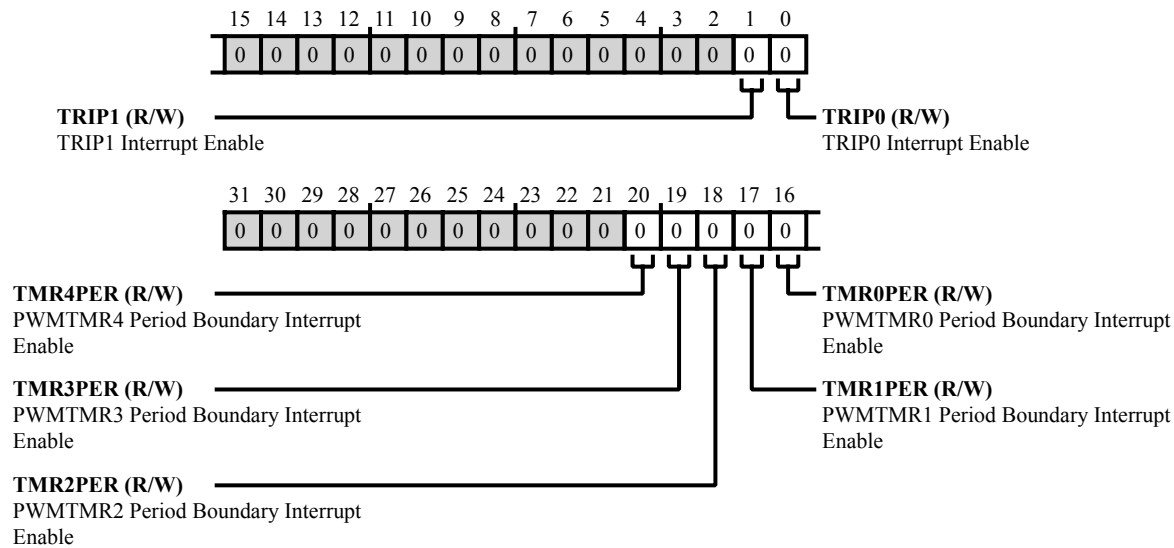 15 14 13 12 11 10 9 8 7 6 5 4 3 2 1 0
0 0 0 0 0 0 0 0 0 0 0 0 0 0 0 0
TRIP1 (R/W)
TRIP1 Interrupt Enable
TRIP0 (R/W)
TRIP0 Interrupt Enable
31 30 29 28 27 26 25 24 23 22 21 20 19 18 17 16
0 0 0 0 0 0 0 0 0 0 0 0 0 0 0 0
TMR4PER (R/W)
PWMTMR4 Period Boundary Interrupt
Enable
TMR0PER (R/W)
PWMTMR0 Period Boundary Interrupt
Enable
TMR3PER (R/W)
PWMTMR3 Period Boundary Interrupt
Enable
TMR1PER (R/W)
PWMTMR1 Period Boundary Interrupt
Enable
TMR2PER (R/W)
PWMTMR2 Period Boundary Interrupt
Enable